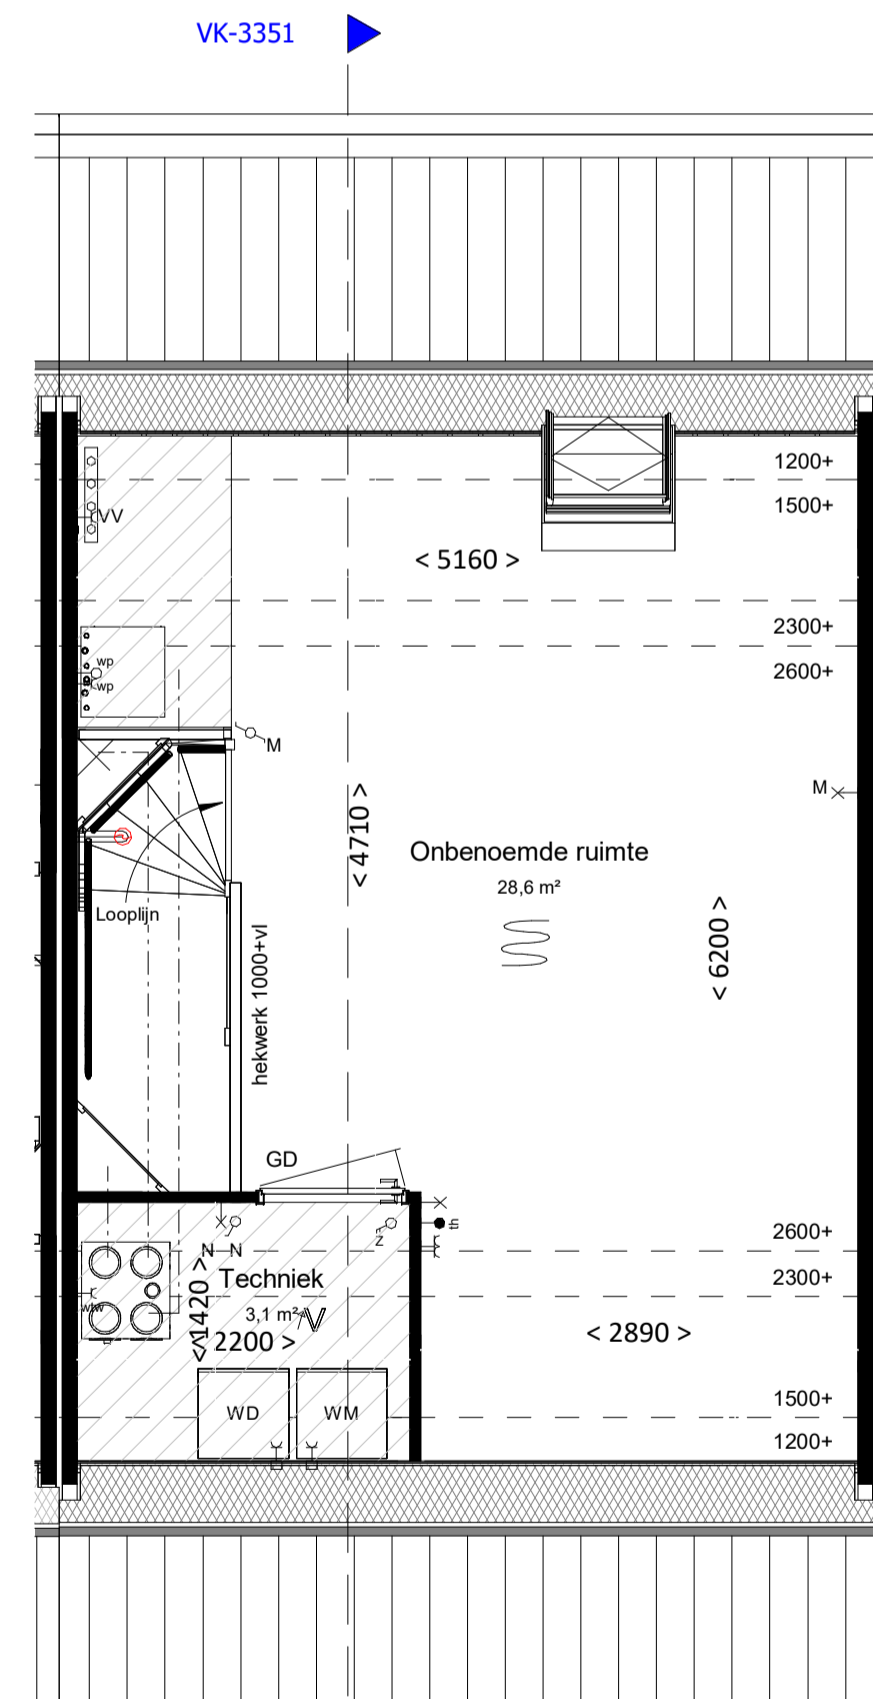 VK-3351
1200+
1500+
VV
< 5160 >
2300+
2600+
wp
wp
M
M
< 4710 >
Onbenoemde ruimte
28,6 m²
Looplijn
< 6200 >
hekwerk 1000+vl
GD
th
N N
z
2600+
Techniek
2300+
wtw
3,1 m²
V
< 1420 >
< 2200 >
< 2890 >
1500+
WD
WM
1200+